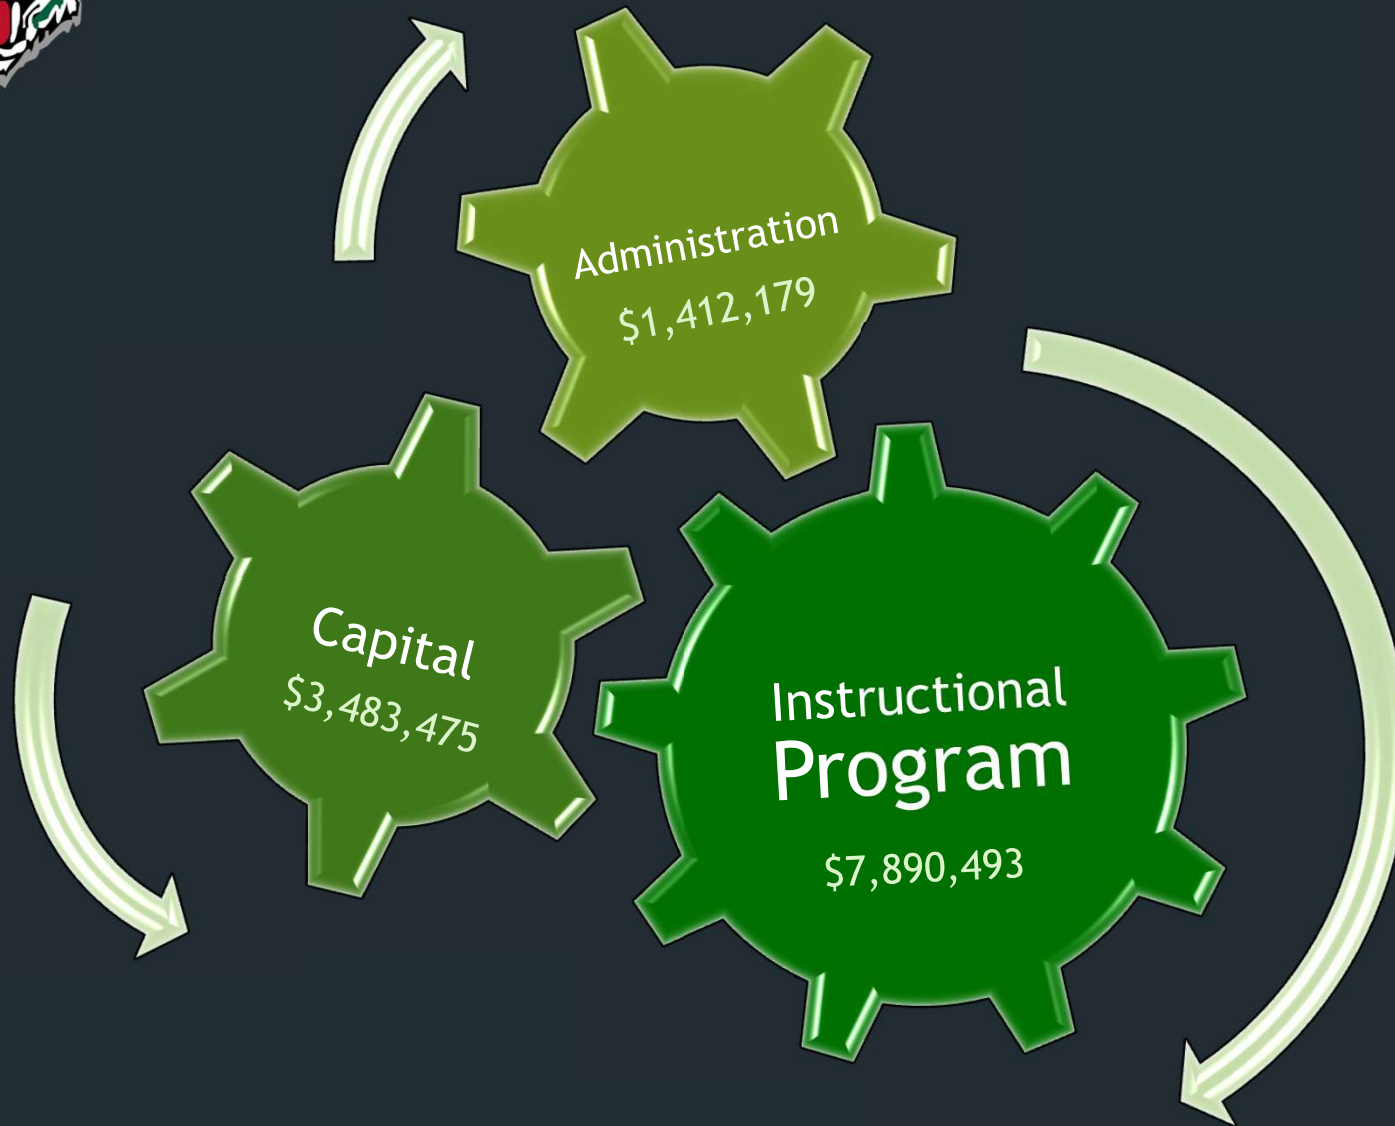 Administration
$1,412,179
Capital
$3,483,475
Instructional
Program
$7,890,493